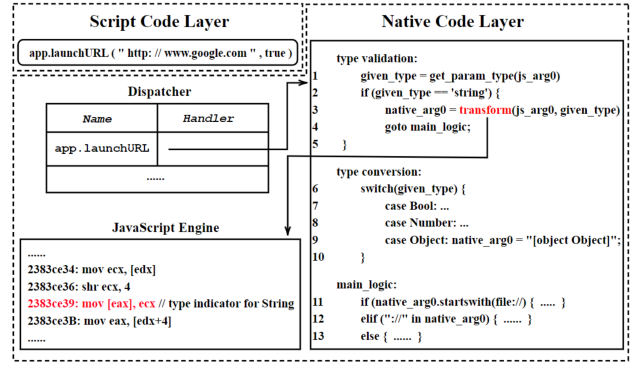 Script Code Layer
app.launchURL ( " http: // www.google.com " , true )
Dispatcher
Name Handler
app.launchURL
......
JavaScript Engine
......
2383ce34: mov ecx, [edx]
2383ce36: shr ecx, 4
2383ce39: mov [eax], ecx // type indicator for String
2383ce3B: mov eax, [edx+4]
......
Native Code Layer
type validation:
1 given_type = get_param_type(js_arg0)
2 if (given_type == 'string') {
3 native_arg0 = transform(js_arg0, given_type)
4 goto main_logic;
5 }
type conversion:
6 switch(given_type) {
7 case Bool: ...
8 case Number: ...
9 case Object: native_arg0 = "[object Object]";
10 }
main_logic:
11 if (native_arg0.startswith(file://) { ..... }
12 elif ("://" in native_arg0) { ...... }
13 else { ...... }